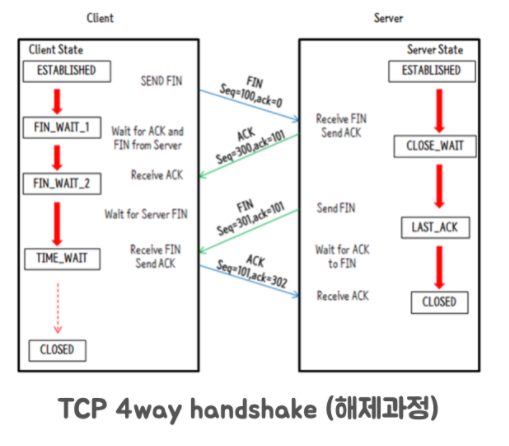 Client
Server
Client State
ESTABLISHED
FIN_WAIT_1
FIN_WAIT_2
TIME_WAIT
CLOSED
SEND FIN
Wait for ACK and
FIN from Server
Receive ACK
Wait for Server FIN
Receive FIN
Send ACK
FIN
Seq=100,ack=0
ACK
Seq=300,ack=101
FIN
Seq=301,ack=101
ACK
Seq=101,ack=302
Receive FIN
Send ACK
Send FIN
Wait for ACK
to FIN
Receive ACK
Server State
ESTABLISHED
CLOSE_WAIT
LAST_ACK
CLOSED
TCP 4way handshake (해제과정)